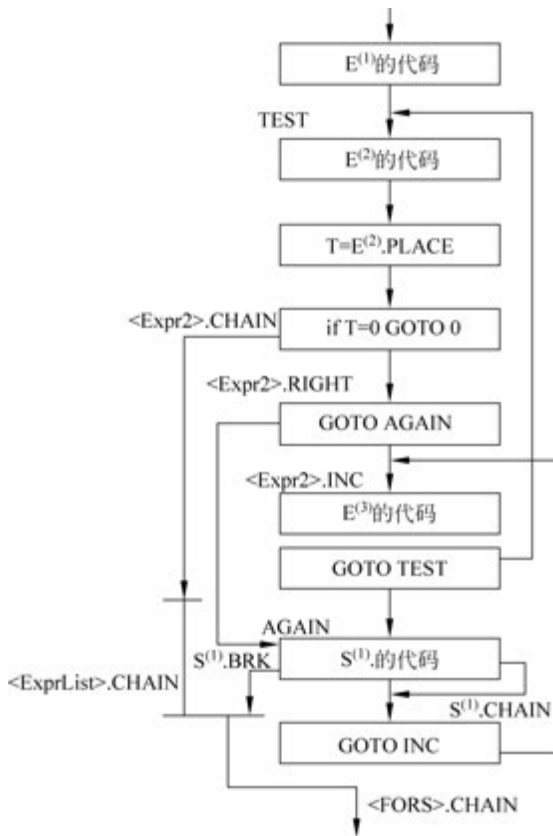 E(1)的代码
TEST
E(2)的代码
T=E(2).PLACE
<Expr2>.CHAIN
if T=0 GOTO 0
<Expr2>.RIGHT
GOTO AGAIN
<Expr2>.INC
E(3)的代码
GOTO TEST
AGAIN
S(1).BRK
S(1).的代码
<ExprList>.CHAIN
S(1).CHAIN
GOTO INC
<FORS>.CHAIN